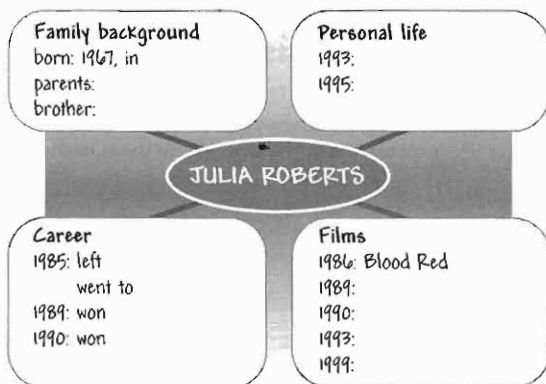 Family background
born: 1967, in
parents:
brother:
Personal life
1993:
1995:
JULIA ROBERTS
Career
1985: left
went to
1989: won
1990: won
Films
1986: Blood Red
1989:
1990:
1993:
1999: